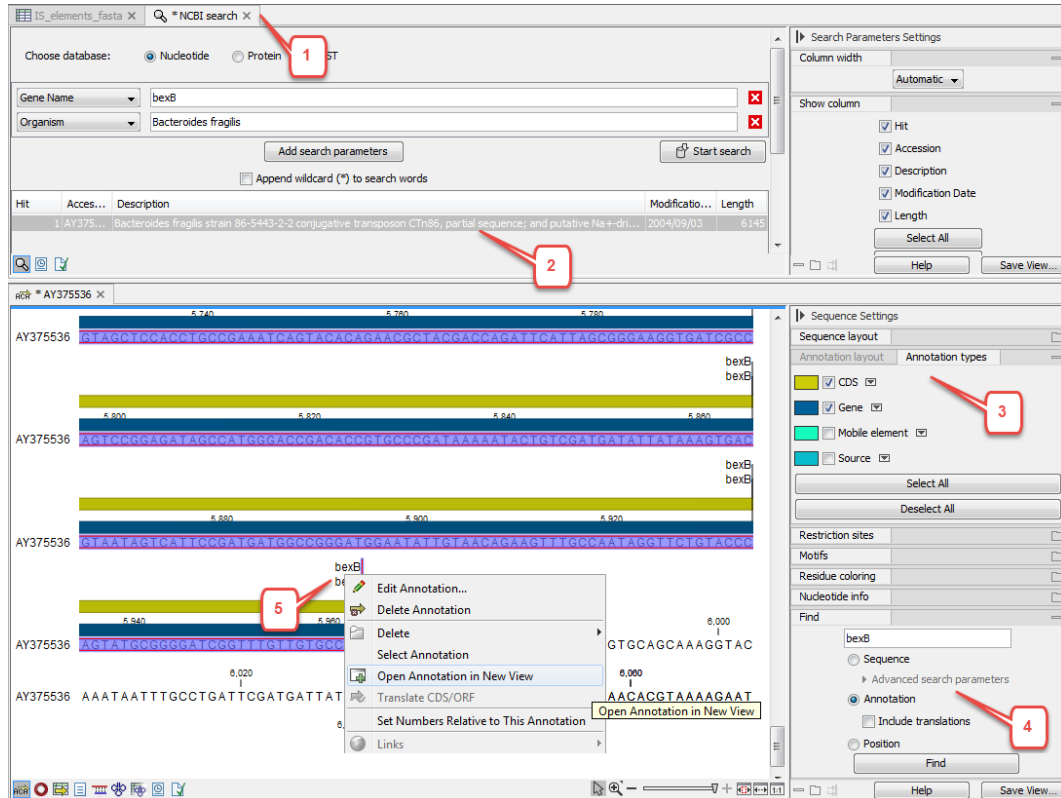 IS_elements_fasta
* NCBI search
1
Choose database:
Nucleotide
Protein
ST
Gene Name
bexB
Organism
Bacteroides fragilis
Add search parameters
Start search
Append wildcard (*) to search words
Hit Acces... Description Modificatio... Length
1 AY375... Bacteroides fragilis strain 86-5443-2-2 conjugative transposon CTn86, partial sequence; and putative Na+-dri... 2004/09/03 6145
2
Search Parameters Settings
Column width
Automatic
Show column
Hit
Accession
Description
Modification Date
Length
Select All
Help
Save View...
* AY375536
5,740 5,760 5,780
AY375536 GTAGCTCCACCTGCCGAAATCAGTACACAGAACGCTACGACCAGATTCATTAGCGGGAAGGTGATCGCC
bexB
bexB
5,800 5,820 5,840 5,860
AY375536 AGTCCGGAGATAGCCATGGGACCGACACCGTGCCCGATAAAAATACTGTCGATGATATTATAAAGTGAC
bexB
bexB
5,880 5,900 5,920
AY375536 GTAATAGTCATTCCGATGATGGCCGGGATGGAATATTGTAACAGAAGTTTGCCAATAGGTTCTGTACCC
bexB
5
5,940 5,960 6,000
AY375536 AGTATGCGGGGATCGGTTTGTTGTGCC GTGCAGCAAAGGTAC
6,020 6,060
AY375536 AAATAATTTGCCTGATTCGATGATTAT AACACGTAAAAGAAT
Edit Annotation...
Delete Annotation
Delete
Select Annotation
Open Annotation in New View
Translate CDS/ORF
Open Annotation in New View
Set Numbers Relative to This Annotation
Links
Sequence Settings
Sequence layout
Annotation layout
Annotation types
CDS
Gene
3
Mobile element
Source
Select All
Deselect All
Restriction sites
Motifs
Residue coloring
Nucleotide info
Find
bexB
Sequence
Advanced search parameters
Annotation
4
Include translations
Position
Find
Help
Save View...